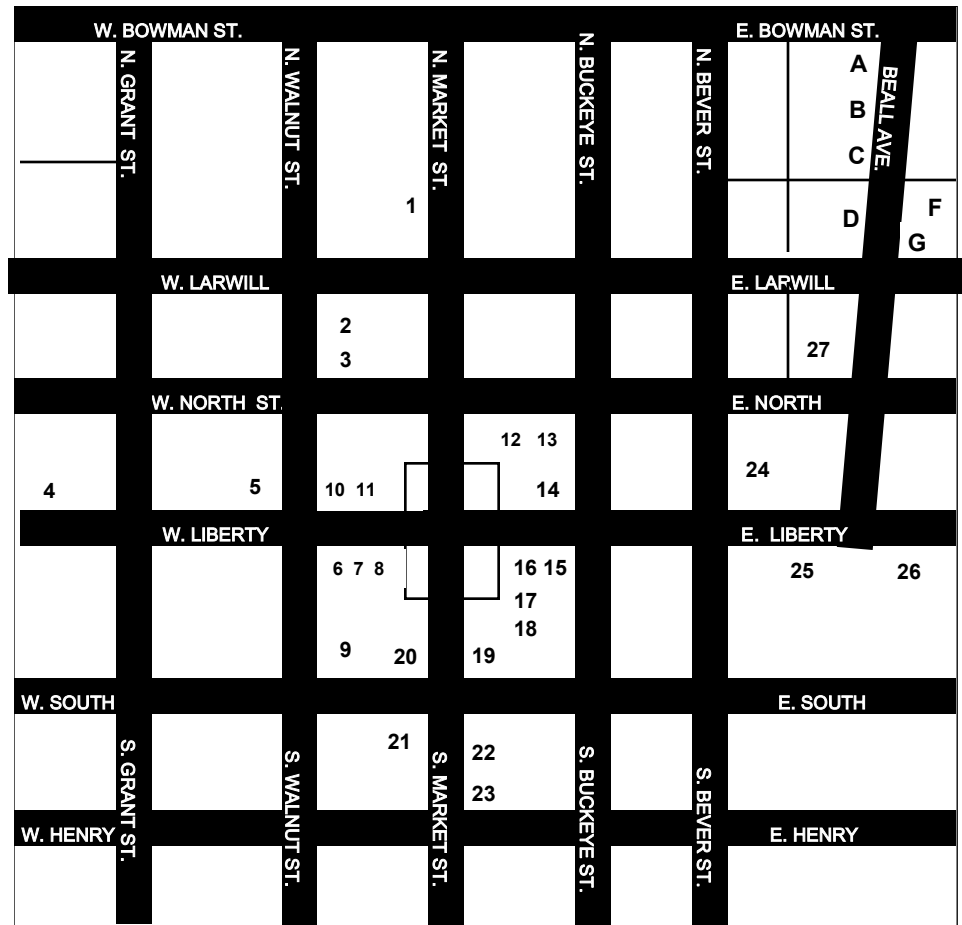 W. BOWMAN ST.
E. BOWMAN ST.
N. GRANT ST.
N. WALNUT ST.
N. MARKET ST.
N. BUCKEYE ST.
N. BEVER ST.
BEALL AVE.
A
B
C
D
F
G
1
W. LARWILL
E. LARWILL
2
3
27
W. NORTH ST.
E. NORTH
12 13
4
5
10 11
14
24
W. LIBERTY
E. LIBERTY
6 7 8
16 15
25
26
17
18
9
20
19
W. SOUTH
E. SOUTH
21
22
23
S. GRANT ST.
S. WALNUT ST.
S. MARKET ST.
S. BUCKEYE ST.
S. BEVER ST.
W. HENRY
E. HENRY